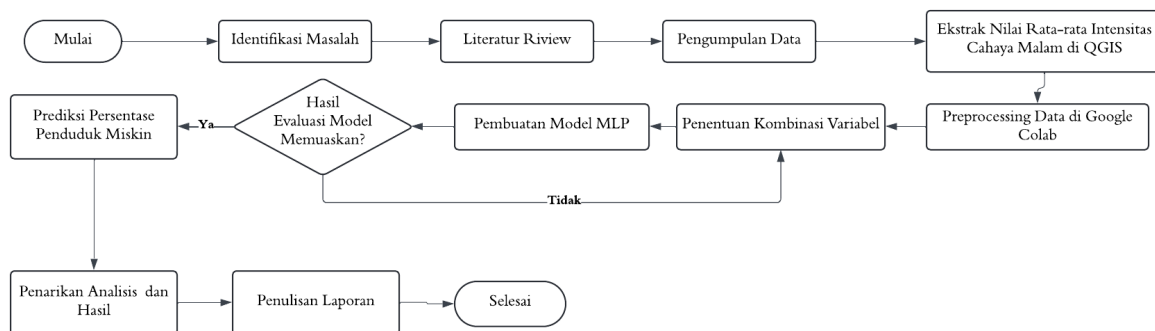 Mulai
Identifikasi Masalah
Literatur Riview
Pengumpulan Data
Ekstrak Nilai Rata-rata Intensitas
Cahaya Malam di QGIS
Preprocessing Data di Google
Colab
Penentuan Kombinasi Variabel
Pembuatan Model MLP
Hasil
Evaluasi Model
Memuaskan?
Ya
Tidak
Prediksi Persentase
Penduduk Miskin
Penarikan Analisis dan
Hasil
Penulisan Laporan
Selesai